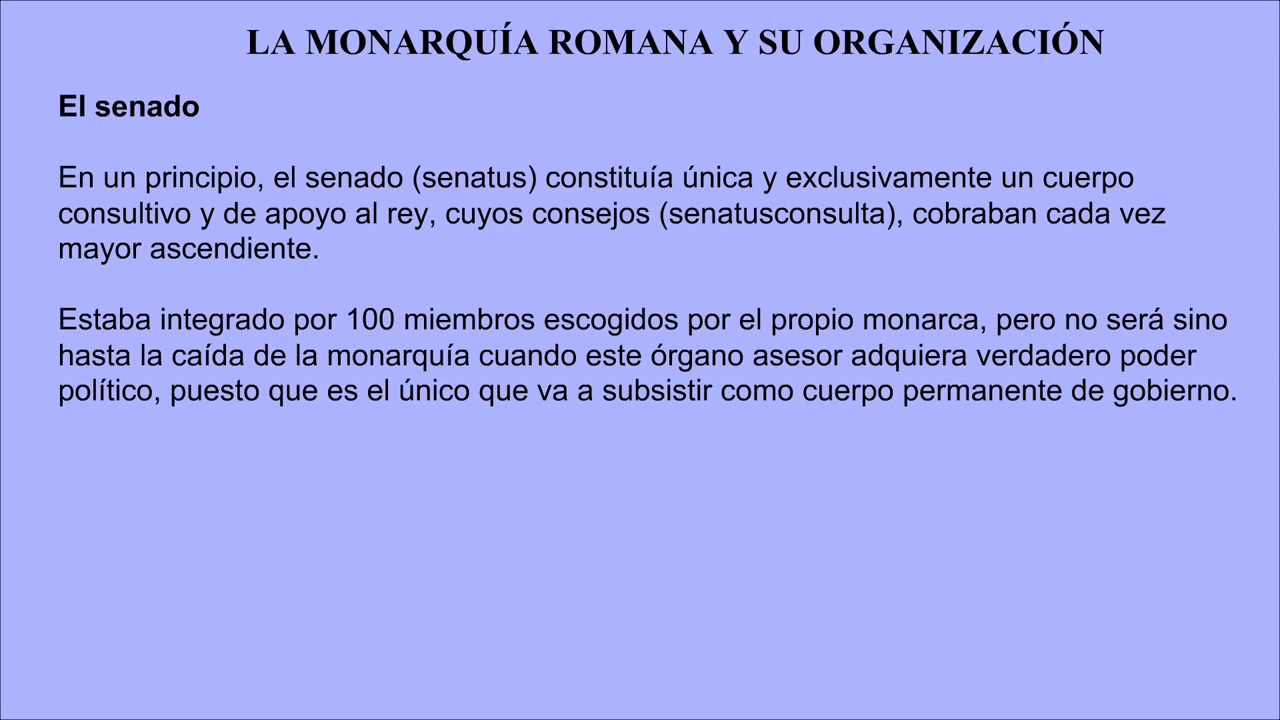 LA MONARQUÍA ROMANA Y SU ORGANIZACIÓN
El senado
En un principio, el senado (senatus) constituía única y exclusivamente un cuerpo
consultivo y de apoyo al rey, cuyos consejos (senatusconsulta), cobraban cada vez
mayor ascendiente.
Estaba integrado por 100 miembros escogidos por el propio monarca, pero no será sino
hasta la caída de la monarquía cuando este órgano asesor adquiera verdadero poder
político, puesto que es el único que va a subsistir como cuerpo permanente de gobierno.